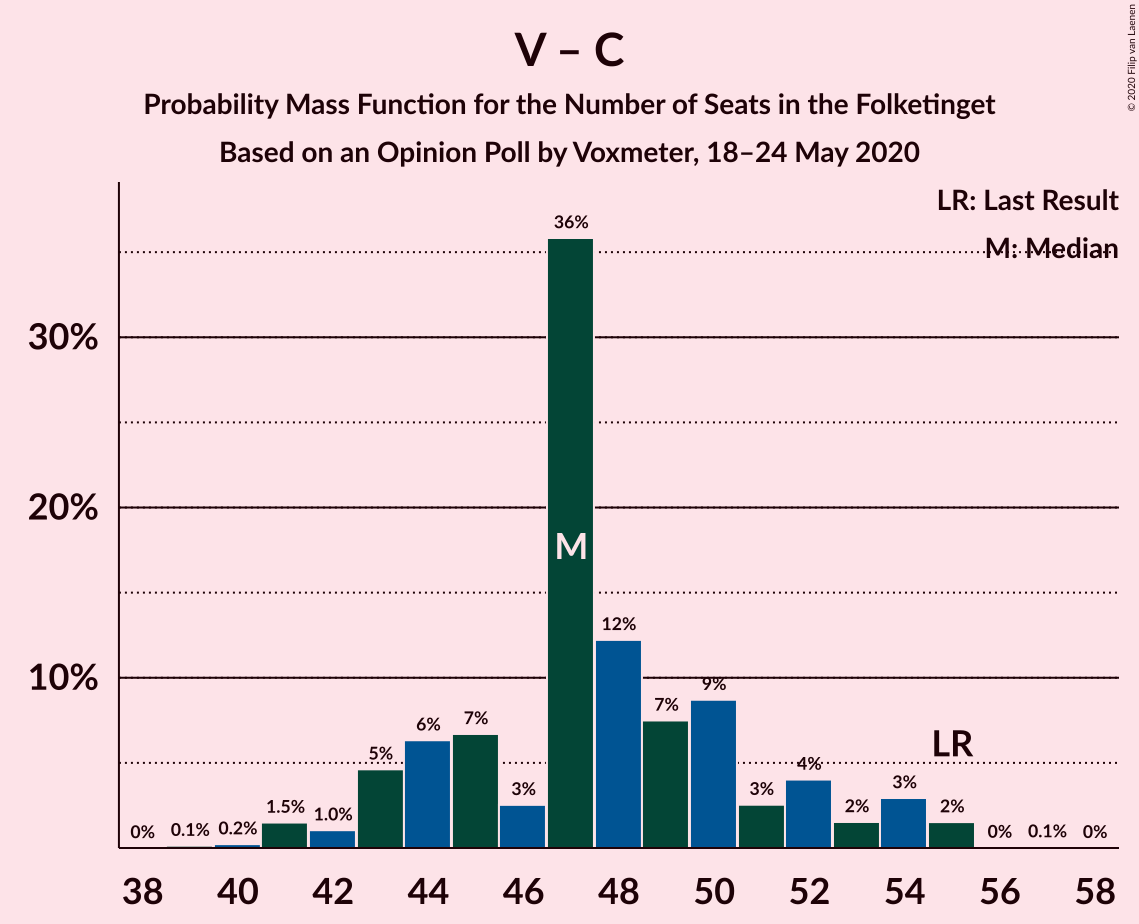 V – C
Probability Mass Function for the Number of Seats in the Folketinget
Based on an Opinion Poll by Voxmeter, 18–24 May 2020
© 2020 Filip van Laenen
LR: Last Result
M: Median
30%
20%
10%
0%
0.1%
0.2%
1.5%
1.0%
5%
6%
7%
3%
36%
M
12%
7%
9%
3%
4%
2%
3%
LR
2%
0%
0.1%
0%
38 40 42 44 46 48 50 52 54 56 58